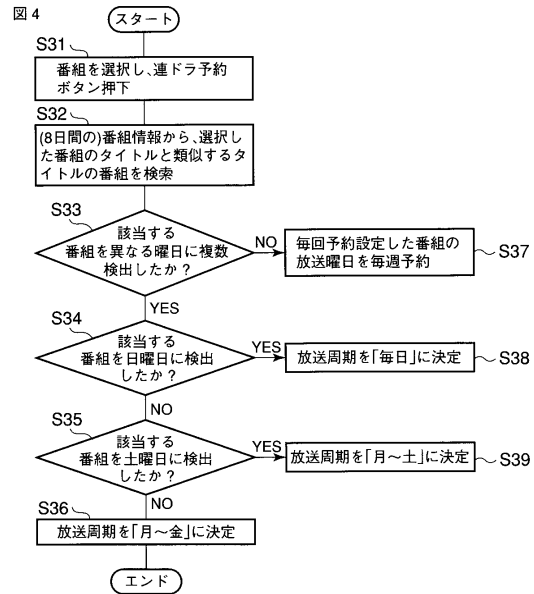 図4
スタート
S31
番組を選択し、連ドラ予約
ボタン押下
S32
(8日間の)番組情報から、選択し
た番組のタイトルと類似するタ
イトルの番組を検索
S33
該当する
番組を異なる曜日に複数
検出したか？
NO
毎回予約設定した番組の
放送曜日を毎週予約
S37
YES
S34
該当する
番組を日曜日に検出
したか？
YES
放送周期を「毎日」に決定
S38
NO
S35
該当する
番組を土曜日に検出
したか？
YES
放送周期を「月〜土」に決定
S39
NO
S36
放送周期を「月〜金」に決定
エンド